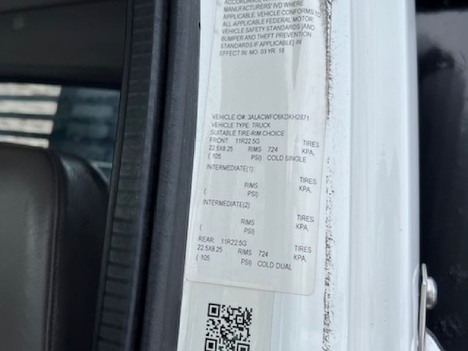 ACCORDANCE
MANUFACTURERS' IVD WHERE
APPLICABLE. VEHICLE CONFORMS TO
ALL APPLICABLE FEDERAL MOTOR
VEHICLE SAFETY STANDARDS (AND
BUMPER AND THEFT PREVENTION
STANDARDS IF APPLICABLE)
IN EFFECT IN: MO 03 YR 18
VEHICLE ID#: 3ALACWFC6KDKH2871
VEHICLE TYPE: TRUCK
SUITABLE TIRE-RIM CHOICE
FRONT: 11R22.5G TIRES
22.5X8.25 RIMS 724 KPA,
( 105 PSI) COLD SINGLE
INTERMEDIATE(1): TIRES
RIMS KPA,
( PSI)
INTERMEDIATE(2): TIRES
RIMS KPA,
( PSI)
REAR: 11R22.5G TIRES
22.5X8.25 RIMS 724 KPA,
( 105 PSI) COLD DUAL